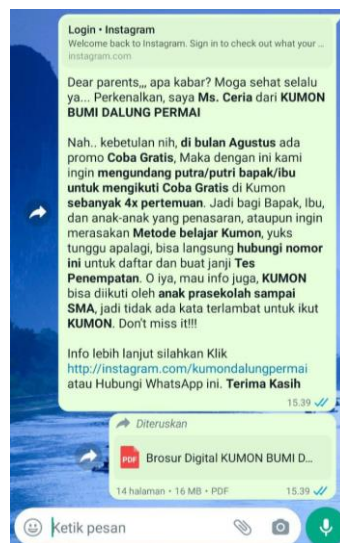 Login • Instagram
Welcome back to Instagram. Sign in to check out what your ...
instagram.com
Dear parents,,, apa kabar? Moga sehat selalu
ya... Perkenalkan, saya Ms. Ceria dari KUMON
BUMI DALUNG PERMAI
Nah.. kebetulan nih, di bulan Agustus ada
promo Coba Gratis, Maka dengan ini kami
ingin mengundang putra/putri bapak/ibu
untuk mengikuti Coba Gratis di Kumon
sebanyak 4x pertemuan. Jadi bagi Bapak, Ibu,
dan anak-anak yang penasaran, ataupun ingin
merasakan Metode belajar Kumon, yuks
tunggu apalagi, bisa langsung hubungi nomor
ini untuk daftar dan buat janji Tes
Penempatan. O iya, mau info juga, KUMON
bisa diikuti oleh anak prasekolah sampai
SMA, jadi tidak ada kata terlambat untuk ikut
KUMON. Don't miss it!!!
Info lebih lanjut silahkan Klik
http://instagram.com/kumondalungpermai
atau Hubungi WhatsApp ini. Terima Kasih
15.39
Diteruskan
PDF Brosur Digital KUMON BUMI D...
14 halaman • 16 MB • PDF 15.39
Ketik pesan